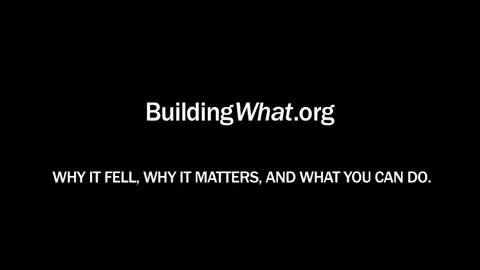 BuildingWhat.org
WHY IT FELL, WHY IT MATTERS, AND WHAT YOU CAN DO.